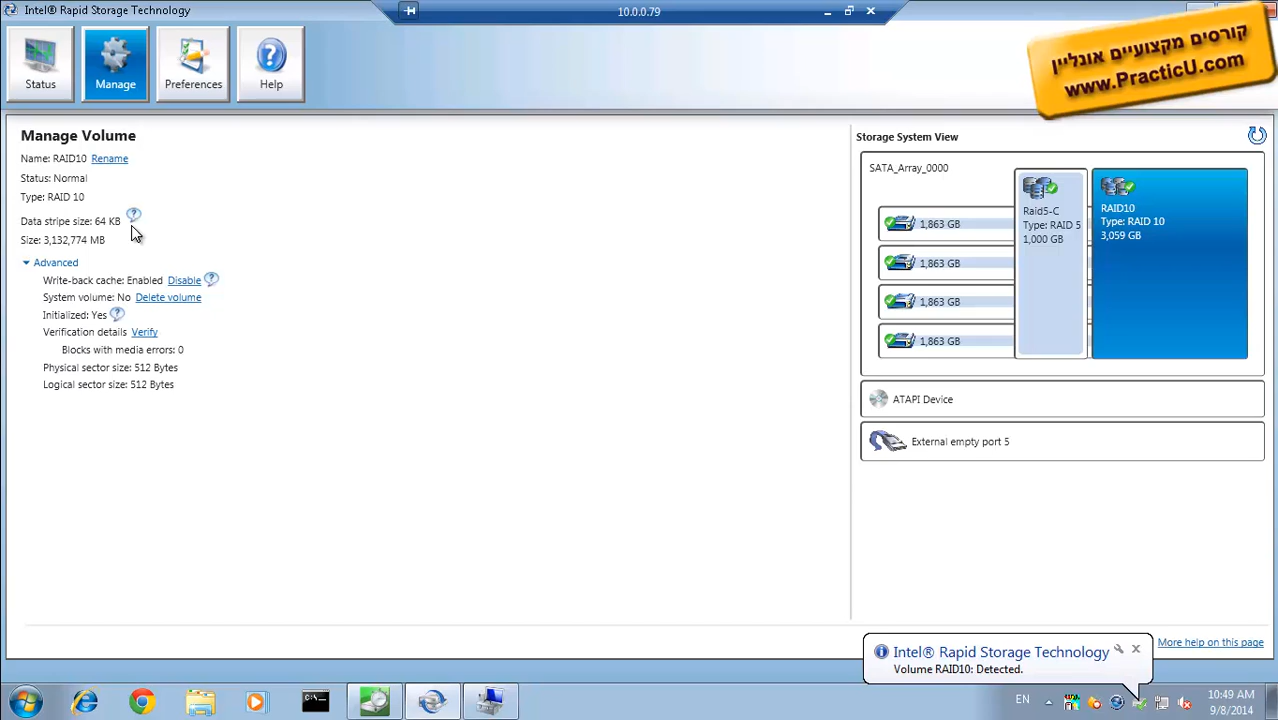 Intel® Rapid Storage Technology
10.0.0.79
קורסים מקצועיים אונליין
www.PracticU.com
Status
Manage
Preferences
Help
Manage Volume
Name: RAID10 Rename
Status: Normal
Type: RAID 10
Data stripe size: 64 KB
Size: 3,132,774 MB
Advanced
Write-back cache: Enabled Disable
System volume: No Delete volume
Initialized: Yes
Verification details Verify
Blocks with media errors: 0
Physical sector size: 512 Bytes
Logical sector size: 512 Bytes
Storage System View
SATA_Array_0000
1,863 GB
1,863 GB
1,863 GB
1,863 GB
Raid5-C
Type: RAID 5
1,000 GB
RAID10
Type: RAID 10
3,059 GB
ATAPI Device
External empty port 5
More help on this page
Intel® Rapid Storage Technology
Volume RAID10: Detected.
EN
10:49 AM
9/8/2014